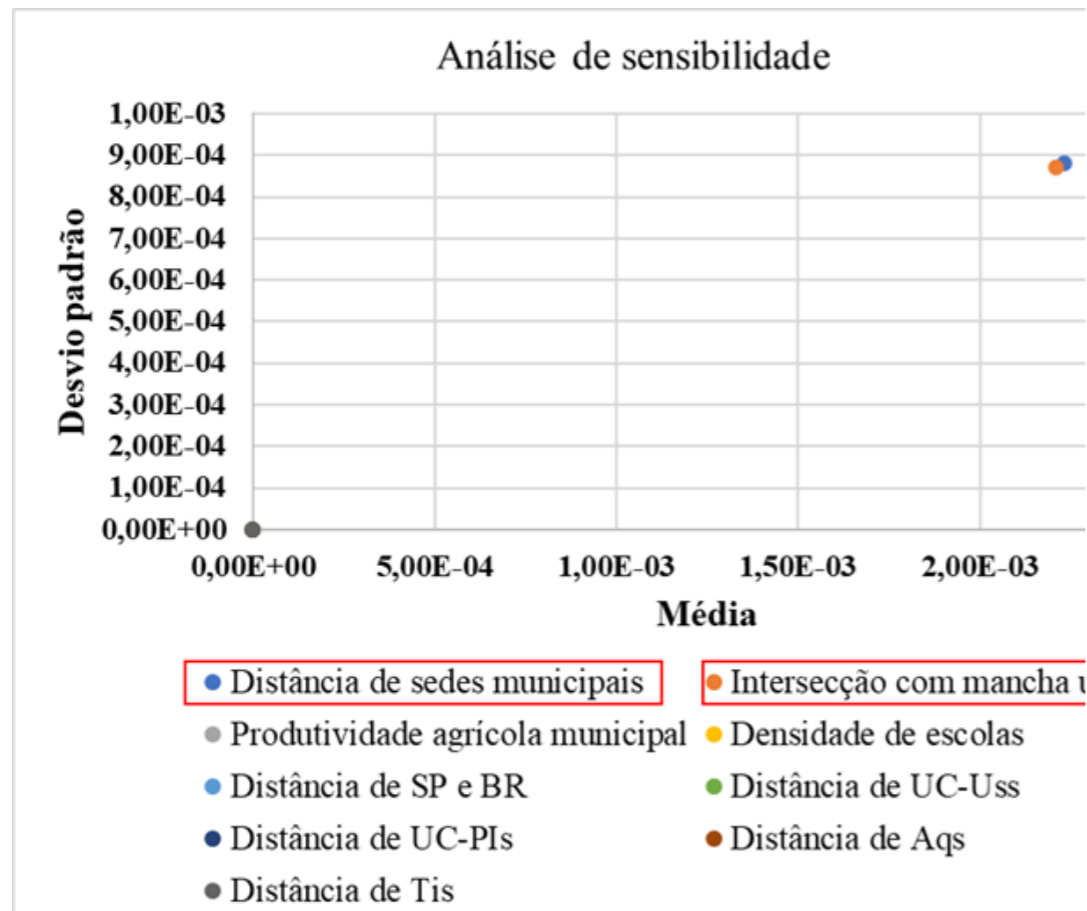 Análise de sensibilidade
1,00E-03
9,00E-04
8,00E-04
7,00E-04
6,00E-04
5,00E-04
4,00E-04
3,00E-04
2,00E-04
1,00E-04
0,00E+00
Desvio padrão
0,00E+00 5,00E-04 1,00E-03 1,50E-03 2,00E-03
Média
Distância de sedes municipais Intersecção com mancha
Produtividade agrícola municipal Densidade de escolas
Distância de SP e BR Distância de UC-Uss
Distância de UC-PIs Distância de Aqs
Distância de Tis